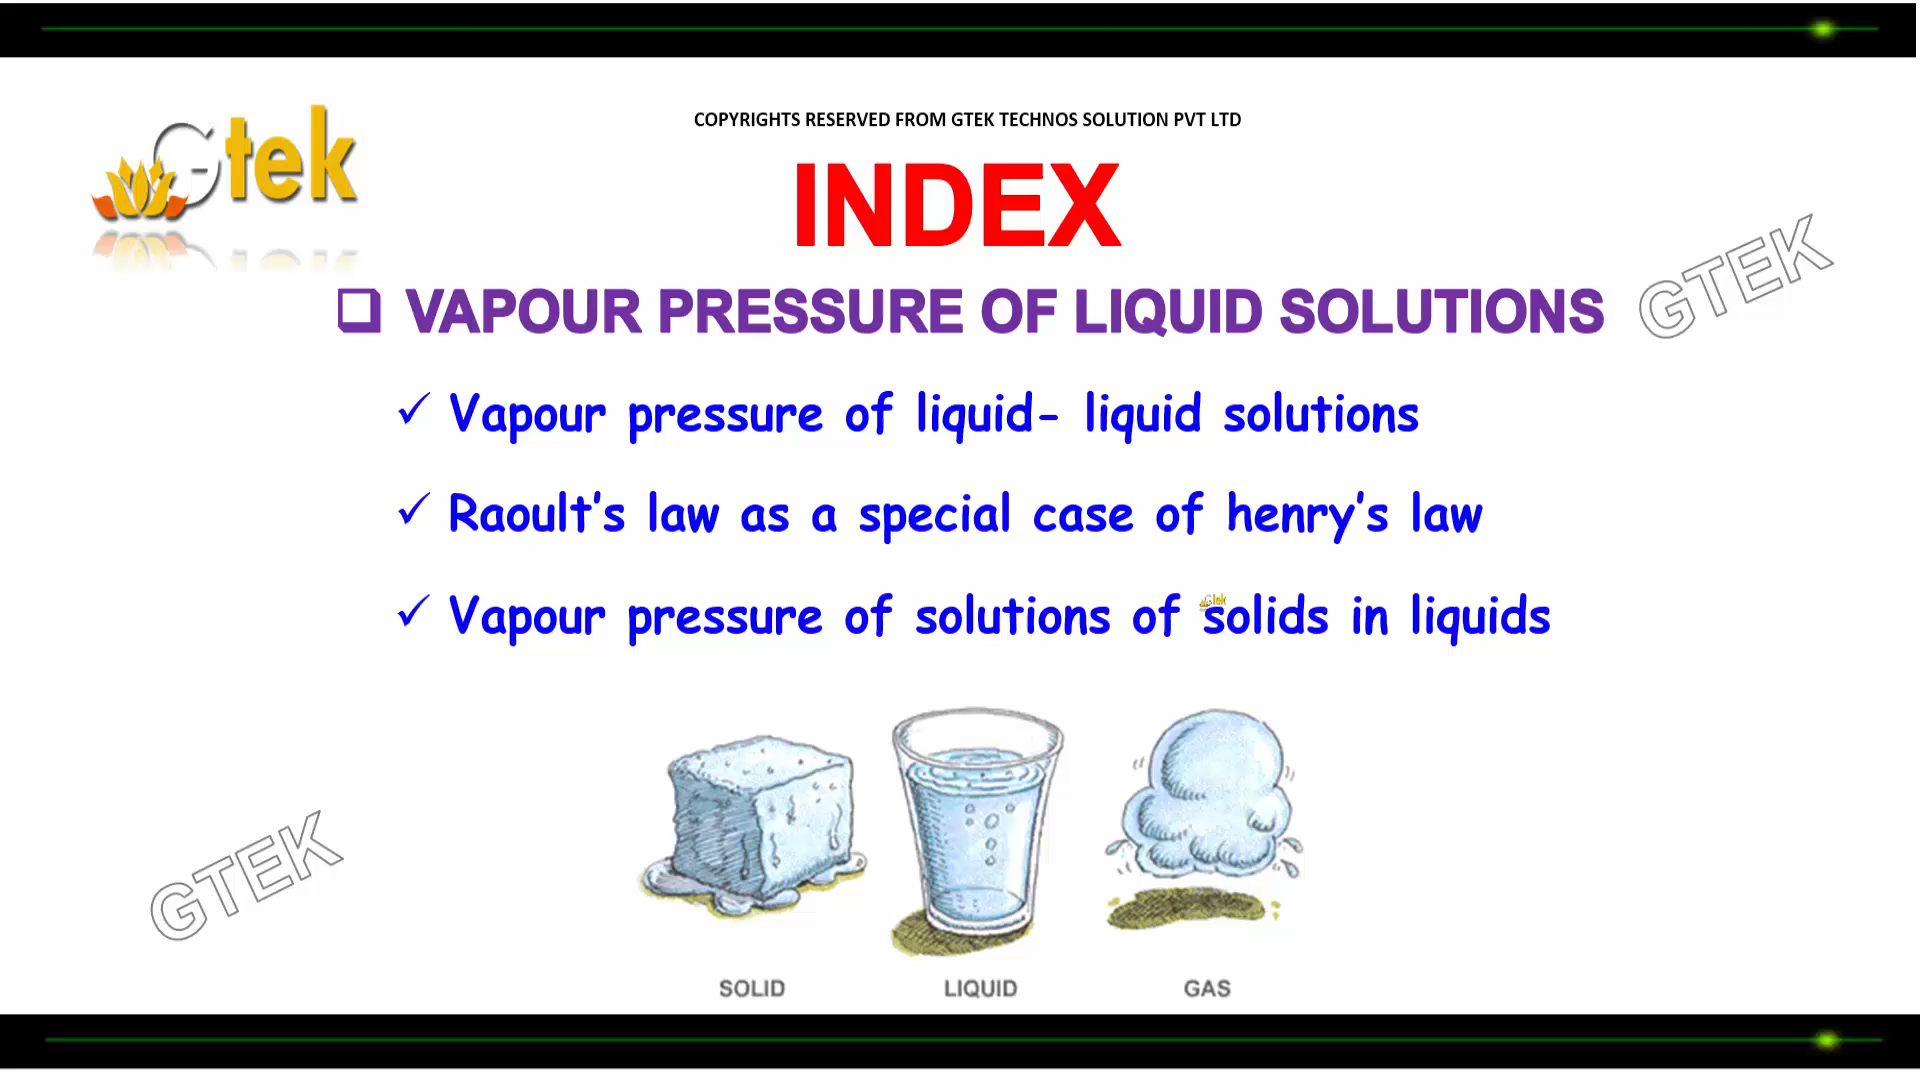 Gtek
COPYRIGHTS RESERVED FROM GTEK TECHNOS SOLUTION PVT LTD
INDEX
GTEK
❑ VAPOUR PRESSURE OF LIQUID SOLUTIONS
✓ Vapour pressure of liquid- liquid solutions
✓ Raoult's law as a special case of henry's law
Gtek
✓ Vapour pressure of solutions of solids in liquids
GTEK
SOLID LIQUID GAS